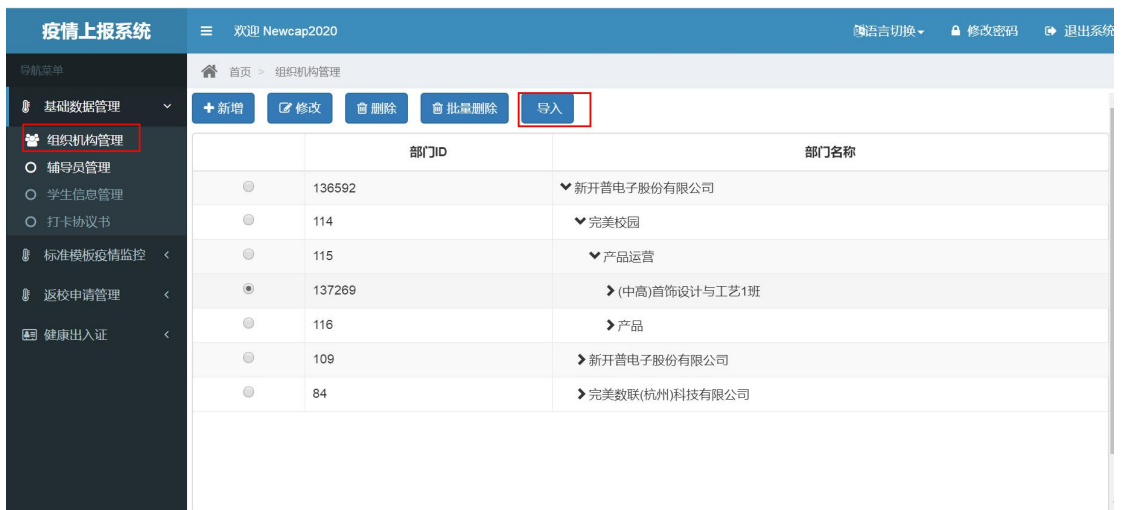 疫情上报系统
欢迎 Newcap2020
语言切换
修改密码
退出系统
导航菜单
首页 > 组织机构管理
基础数据管理
组织机构管理
辅导员管理
学生信息管理
打卡协议书
标准模板疫情监控
返校申请管理
健康出入证
新增 修改 删除 批量删除 导入
部门ID 部门名称
136592 新开普电子股份有限公司
114 完美校园
115 产品运营
137269 (中高)首饰设计与工艺1班
116 产品
109 新开普电子股份有限公司
84 完美数联(杭州)科技有限公司